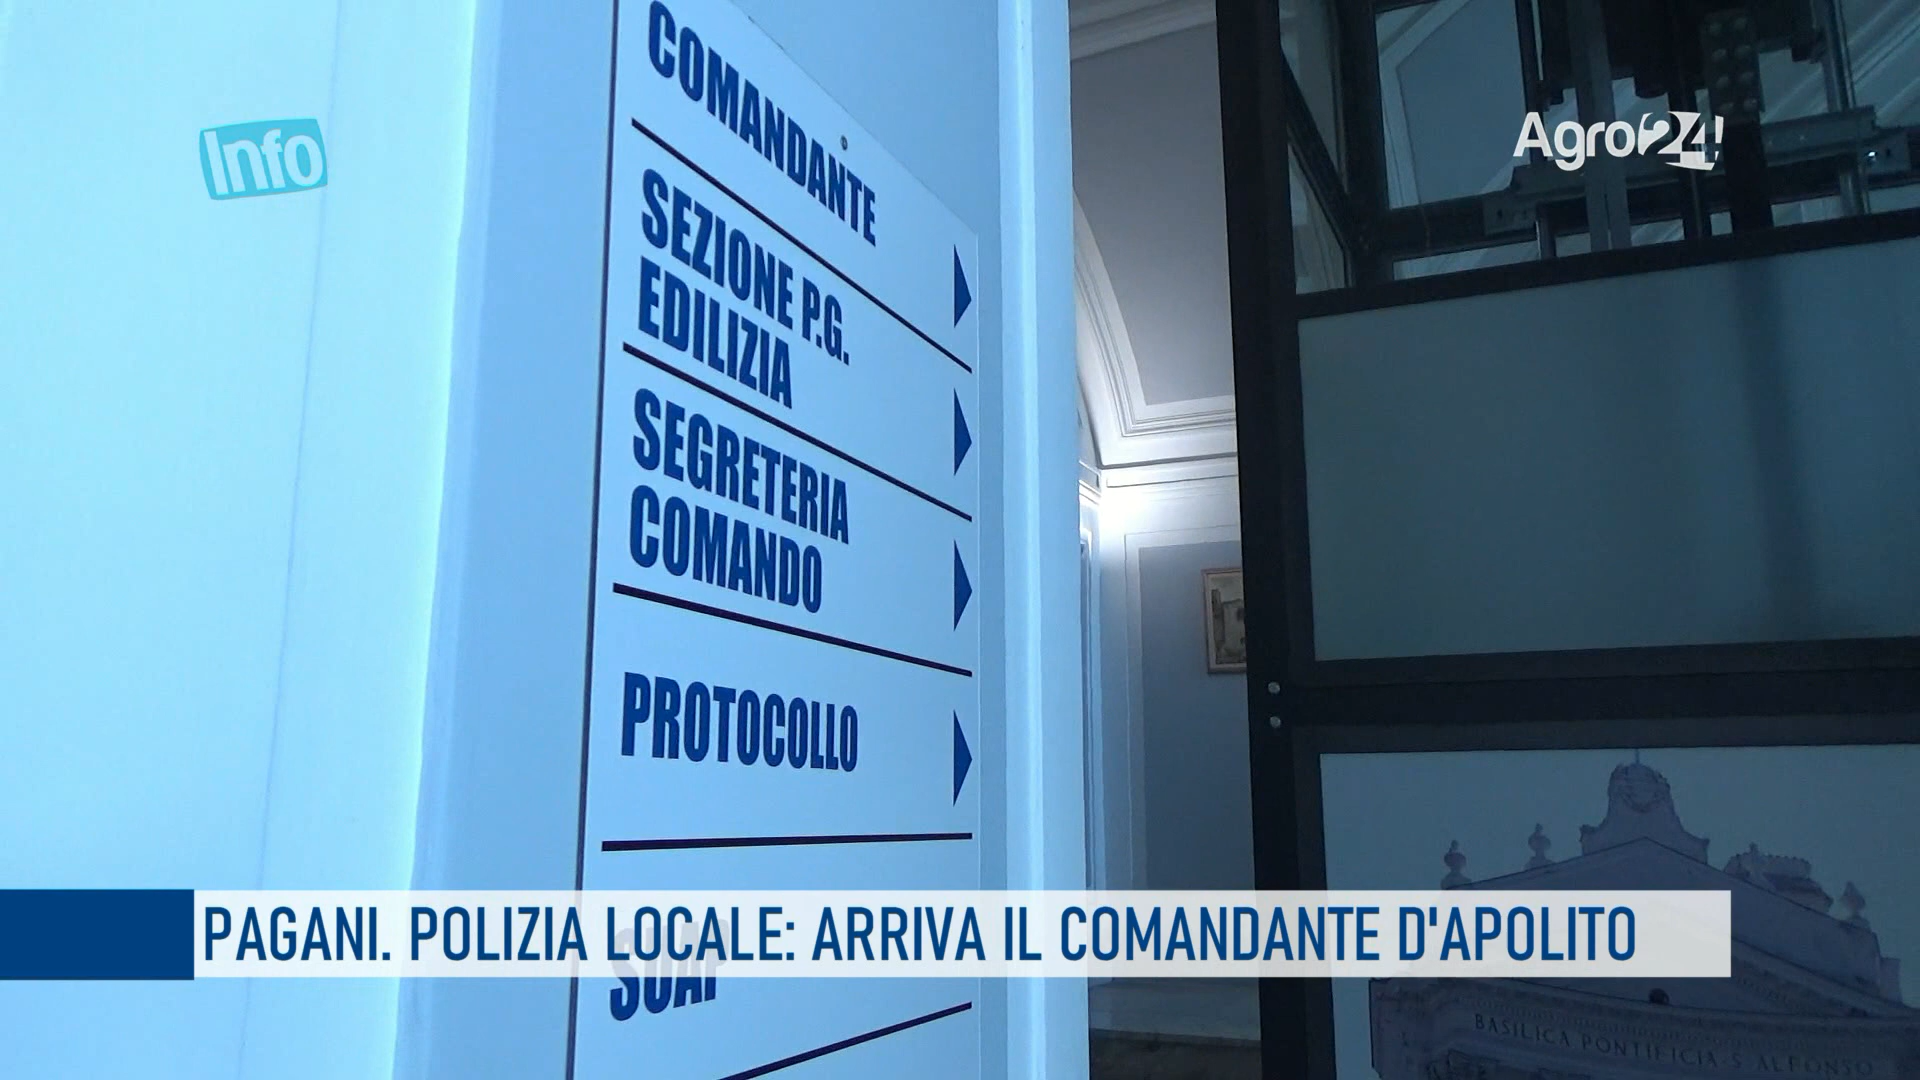 Info
Agro24!
COMANDANTE
SEZIONE P.G.
EDILIZIA
SEGRETERIA
COMANDO
PROTOCOLLO
SUAP
PAGANI. POLIZIA LOCALE: ARRIVA IL COMANDANTE D'APOLITO
BASILICA PONTIFICIA S. ALFONSO